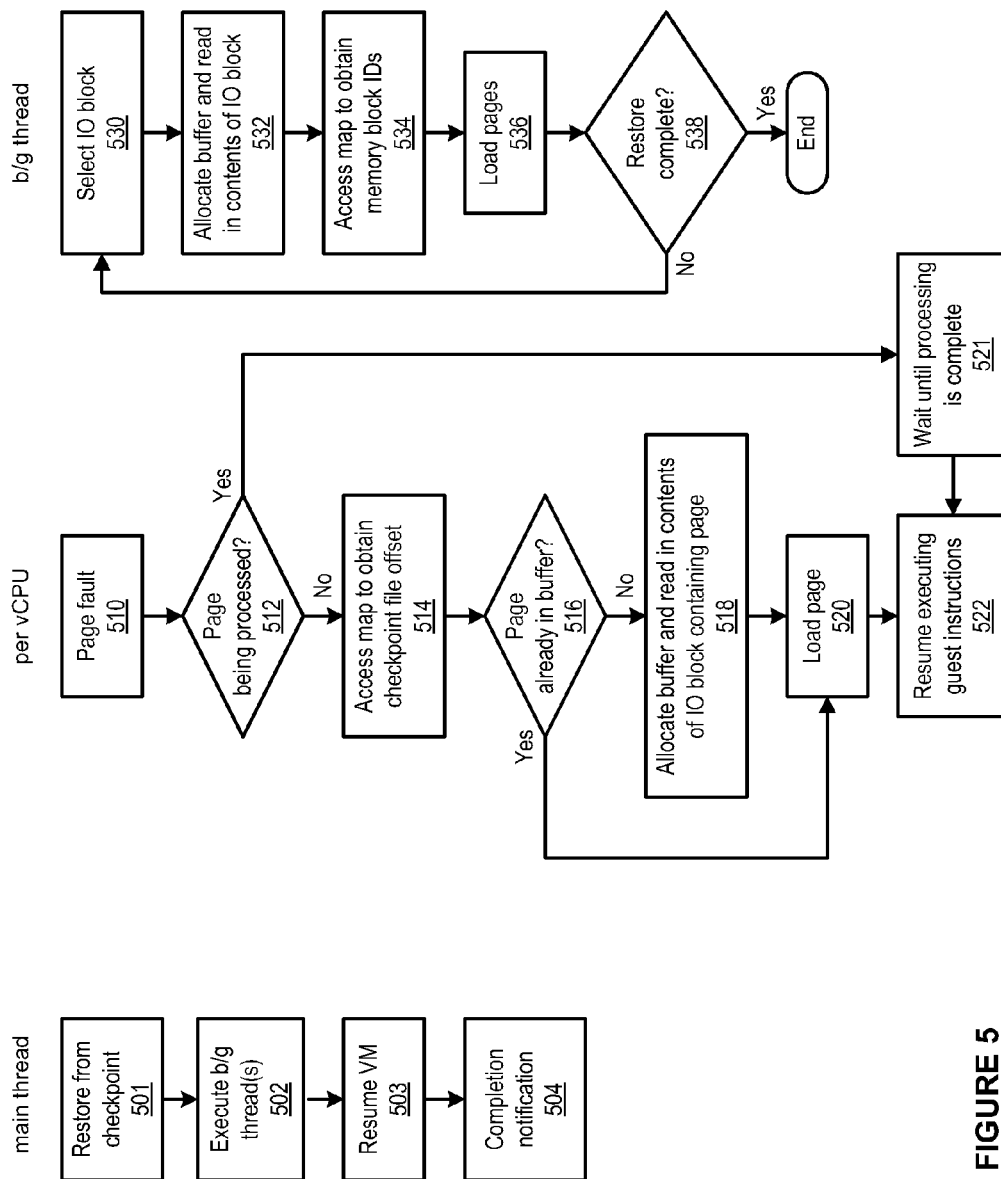 main thread
Restore from
checkpoint
501
Execute b/g
thread(s)
502
Resume VM
503
Completion
notification
504
per vCPU
Page fault
510
Page
being processed?
512
Yes
No
Access map to obtain
checkpoint file offset
514
Page
already in buffer?
516
Yes
No
Allocate buffer and read in contents
of IO block containing page
518
Load page
520
Resume executing
guest instructions
522
Wait until processing
is complete
521
b/g thread
Select IO block
530
Allocate buffer and read
in contents of IO block
532
Access map to obtain
memory block IDs
534
Load pages
536
Restore
complete?
538
No
Yes
End
FIGURE 5